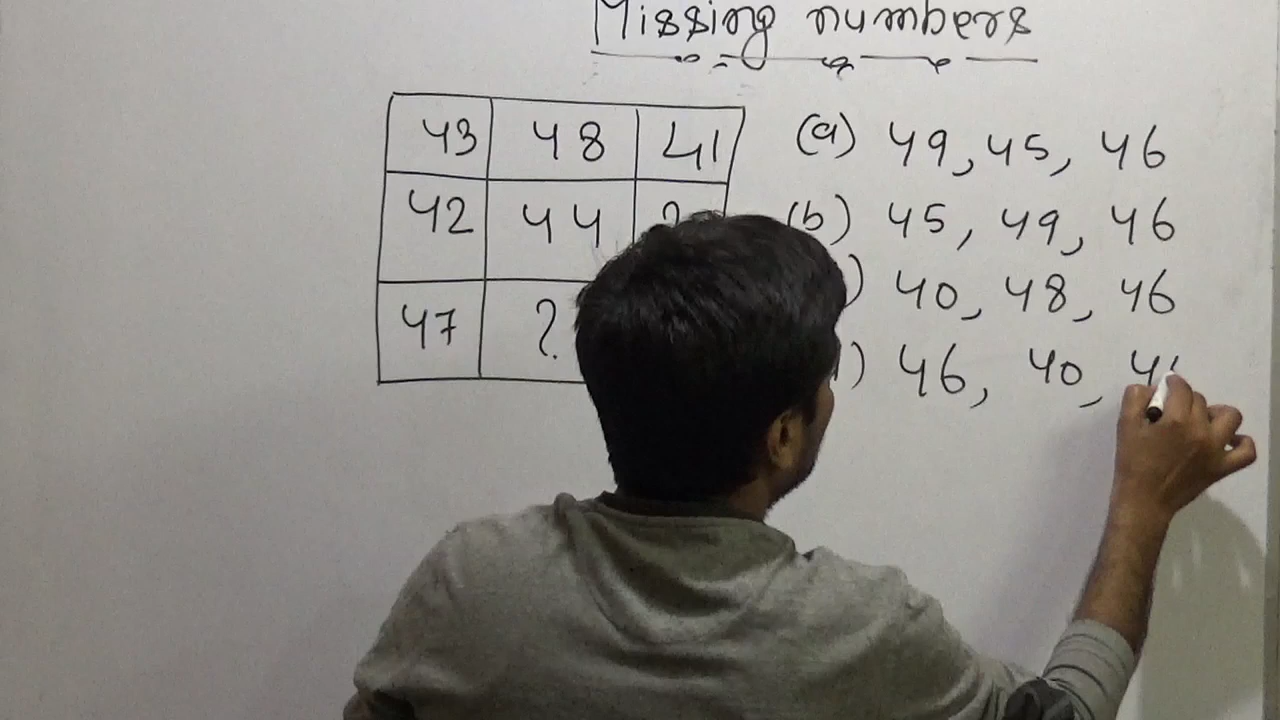 Missing numbers
43 48 41
42 44 ?
47 ?
(a) 49, 45, 46
(b) 45, 49, 46
) 40, 48, 46
) 46, 40, 4